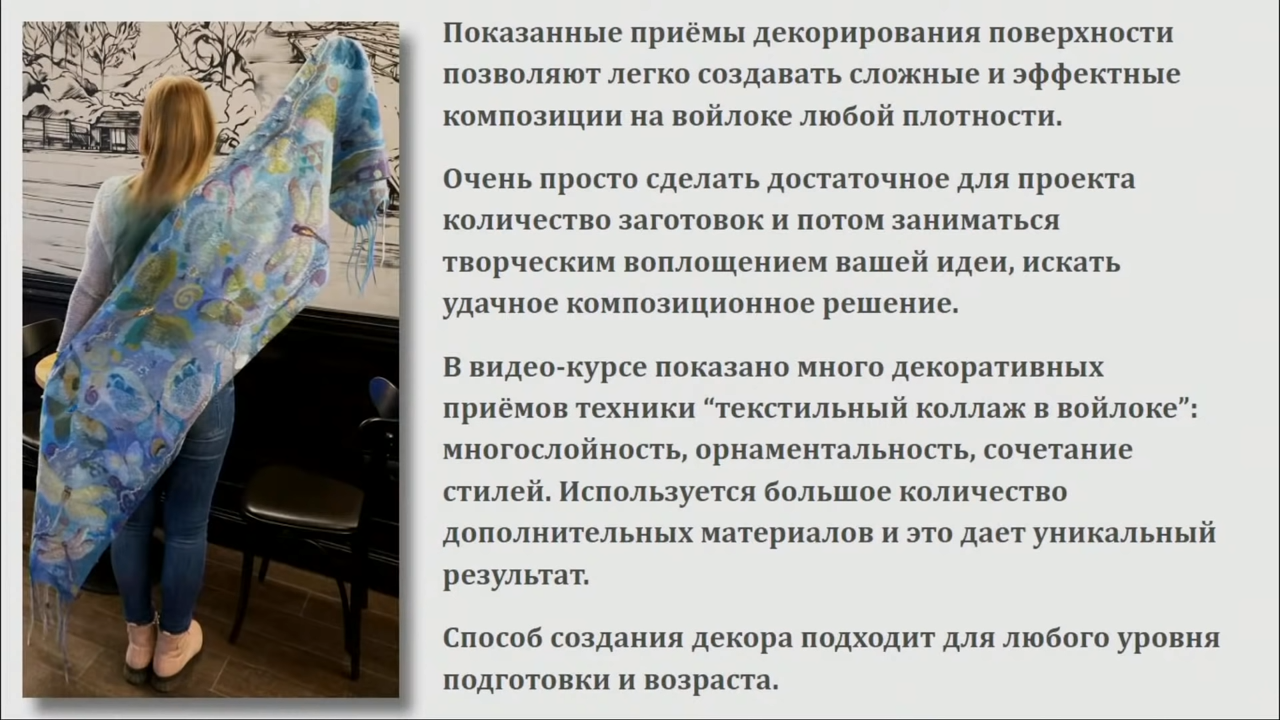 Показанные приёмы декорирования поверхности
позволяют легко создавать сложные и эффектные
композиции на войлоке любой плотности.
Очень просто сделать достаточное для проекта
количество заготовок и потом заниматься
творческим воплощением вашей идеи, искать
удачное композиционное решение.
В видео-курсе показано много декоративных
приёмов техники “текстильный коллаж в войлоке”:
многослойность, орнаментальность, сочетание
стилей. Используется большое количество
дополнительных материалов и это дает уникальный
результат.
Способ создания декора подходит для любого уровня
подготовки и возраста.